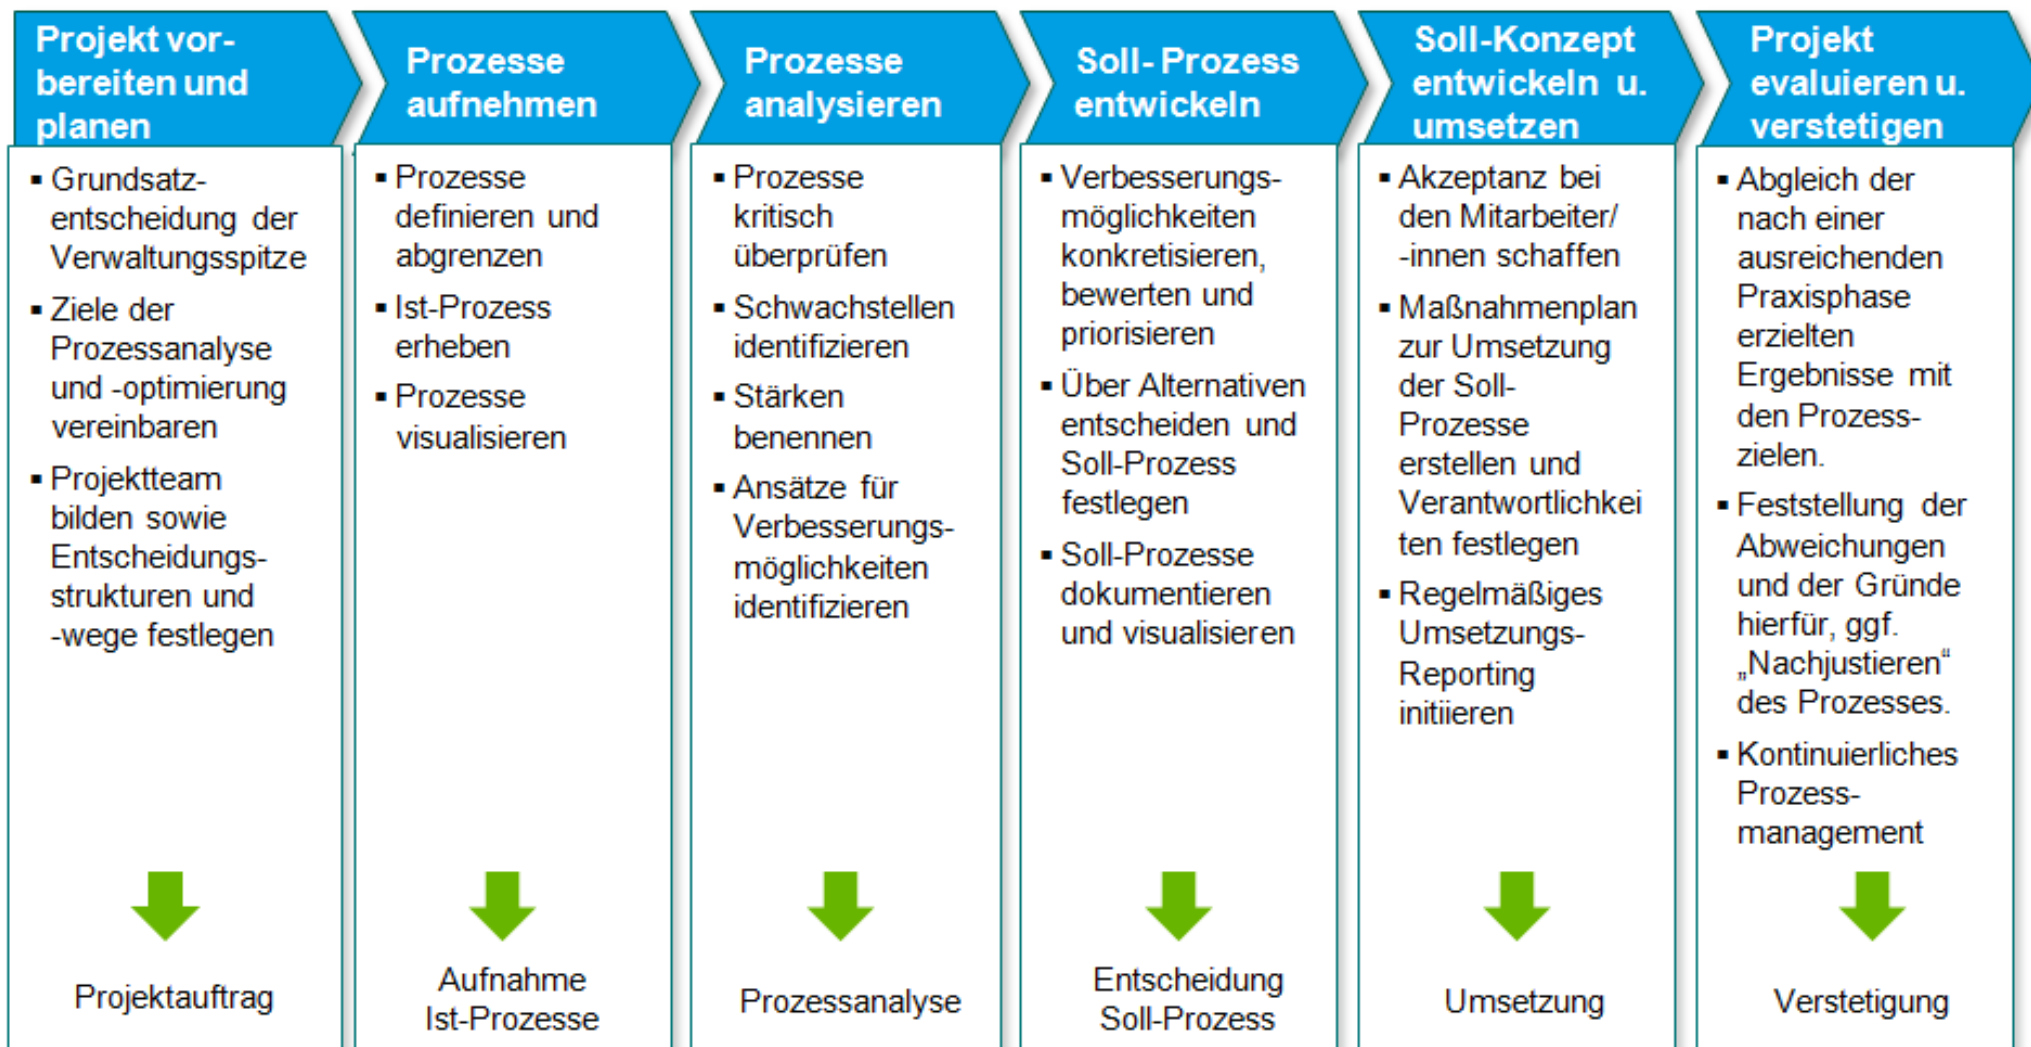 Projekt vor-
bereiten und
planen
▪ Grundsatz-
entscheidung der
Verwaltungsspitze
▪ Ziele der
Prozessanalyse
und -optimierung
vereinbaren
▪ Projektteam
bilden sowie
Entscheidungs-
strukturen und
-wege festlegen
Projektauftrag
Prozesse
aufnehmen
▪ Prozesse
definieren und
abgrenzen
▪ Ist-Prozess
erheben
▪ Prozesse
visualisieren
Aufnahme
Ist-Prozesse
Prozesse
analysieren
▪ Prozesse
kritisch
überprüfen
▪ Schwachstellen
identifizieren
▪ Stärken
benennen
▪ Ansätze für
Verbesserungs-
möglichkeiten
identifizieren
Prozessanalyse
Soll- Prozess
entwickeln
▪ Verbesserungs-
möglichkeiten
konkretisieren,
bewerten und
priorisieren
▪ Über Alternativen
entscheiden und
Soll-Prozess
festlegen
▪ Soll-Prozesse
dokumentieren
und visualisieren
Entscheidung
Soll-Prozess
Soll-Konzept
entwickeln u.
umsetzen
▪ Akzeptanz bei
den Mitarbeiter/
-innen schaffen
▪ Maßnahmenplan
zur Umsetzung
der Soll-
Prozesse
erstellen und
Verantwortlichkei
ten festlegen
▪ Regelmäßiges
Umsetzungs-
Reporting
initiieren
Umsetzung
Projekt
evaluieren u.
verstetigen
▪ Abgleich der
nach einer
ausreichenden
Praxisphase
erzielten
Ergebnisse mit
den Prozess-
zielen.
▪ Feststellung der
Abweichungen
und der Gründe
hierfür, ggf.
„Nachjustieren“
des Prozesses.
▪ Kontinuierliches
Prozess-
management
Verstetigung